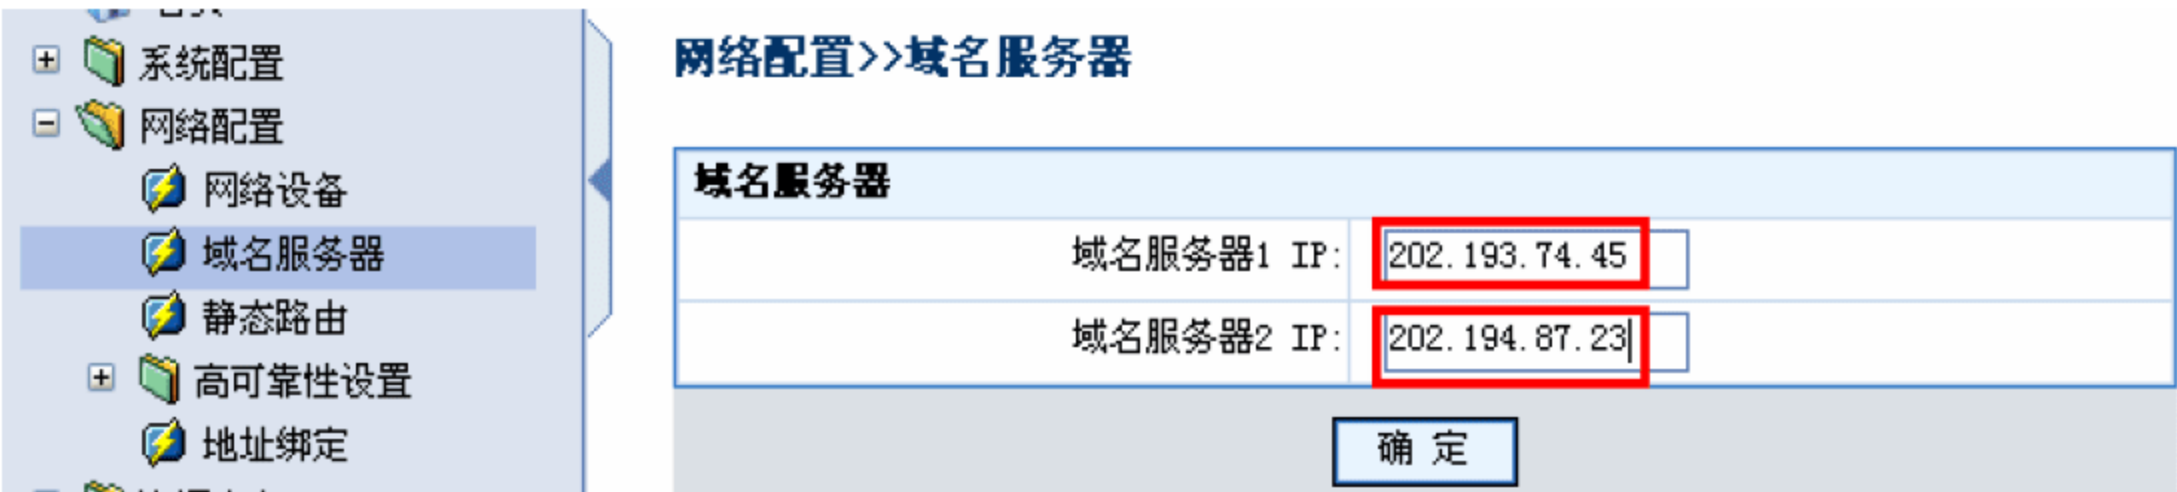 系统配置
网络配置
网络设备
域名服务器
静态路由
高可靠性设置
地址绑定
网络配置>>域名服务器
域名服务器
域名服务器1 IP: 202.193.74.45
域名服务器2 IP: 202.194.87.23
确 定